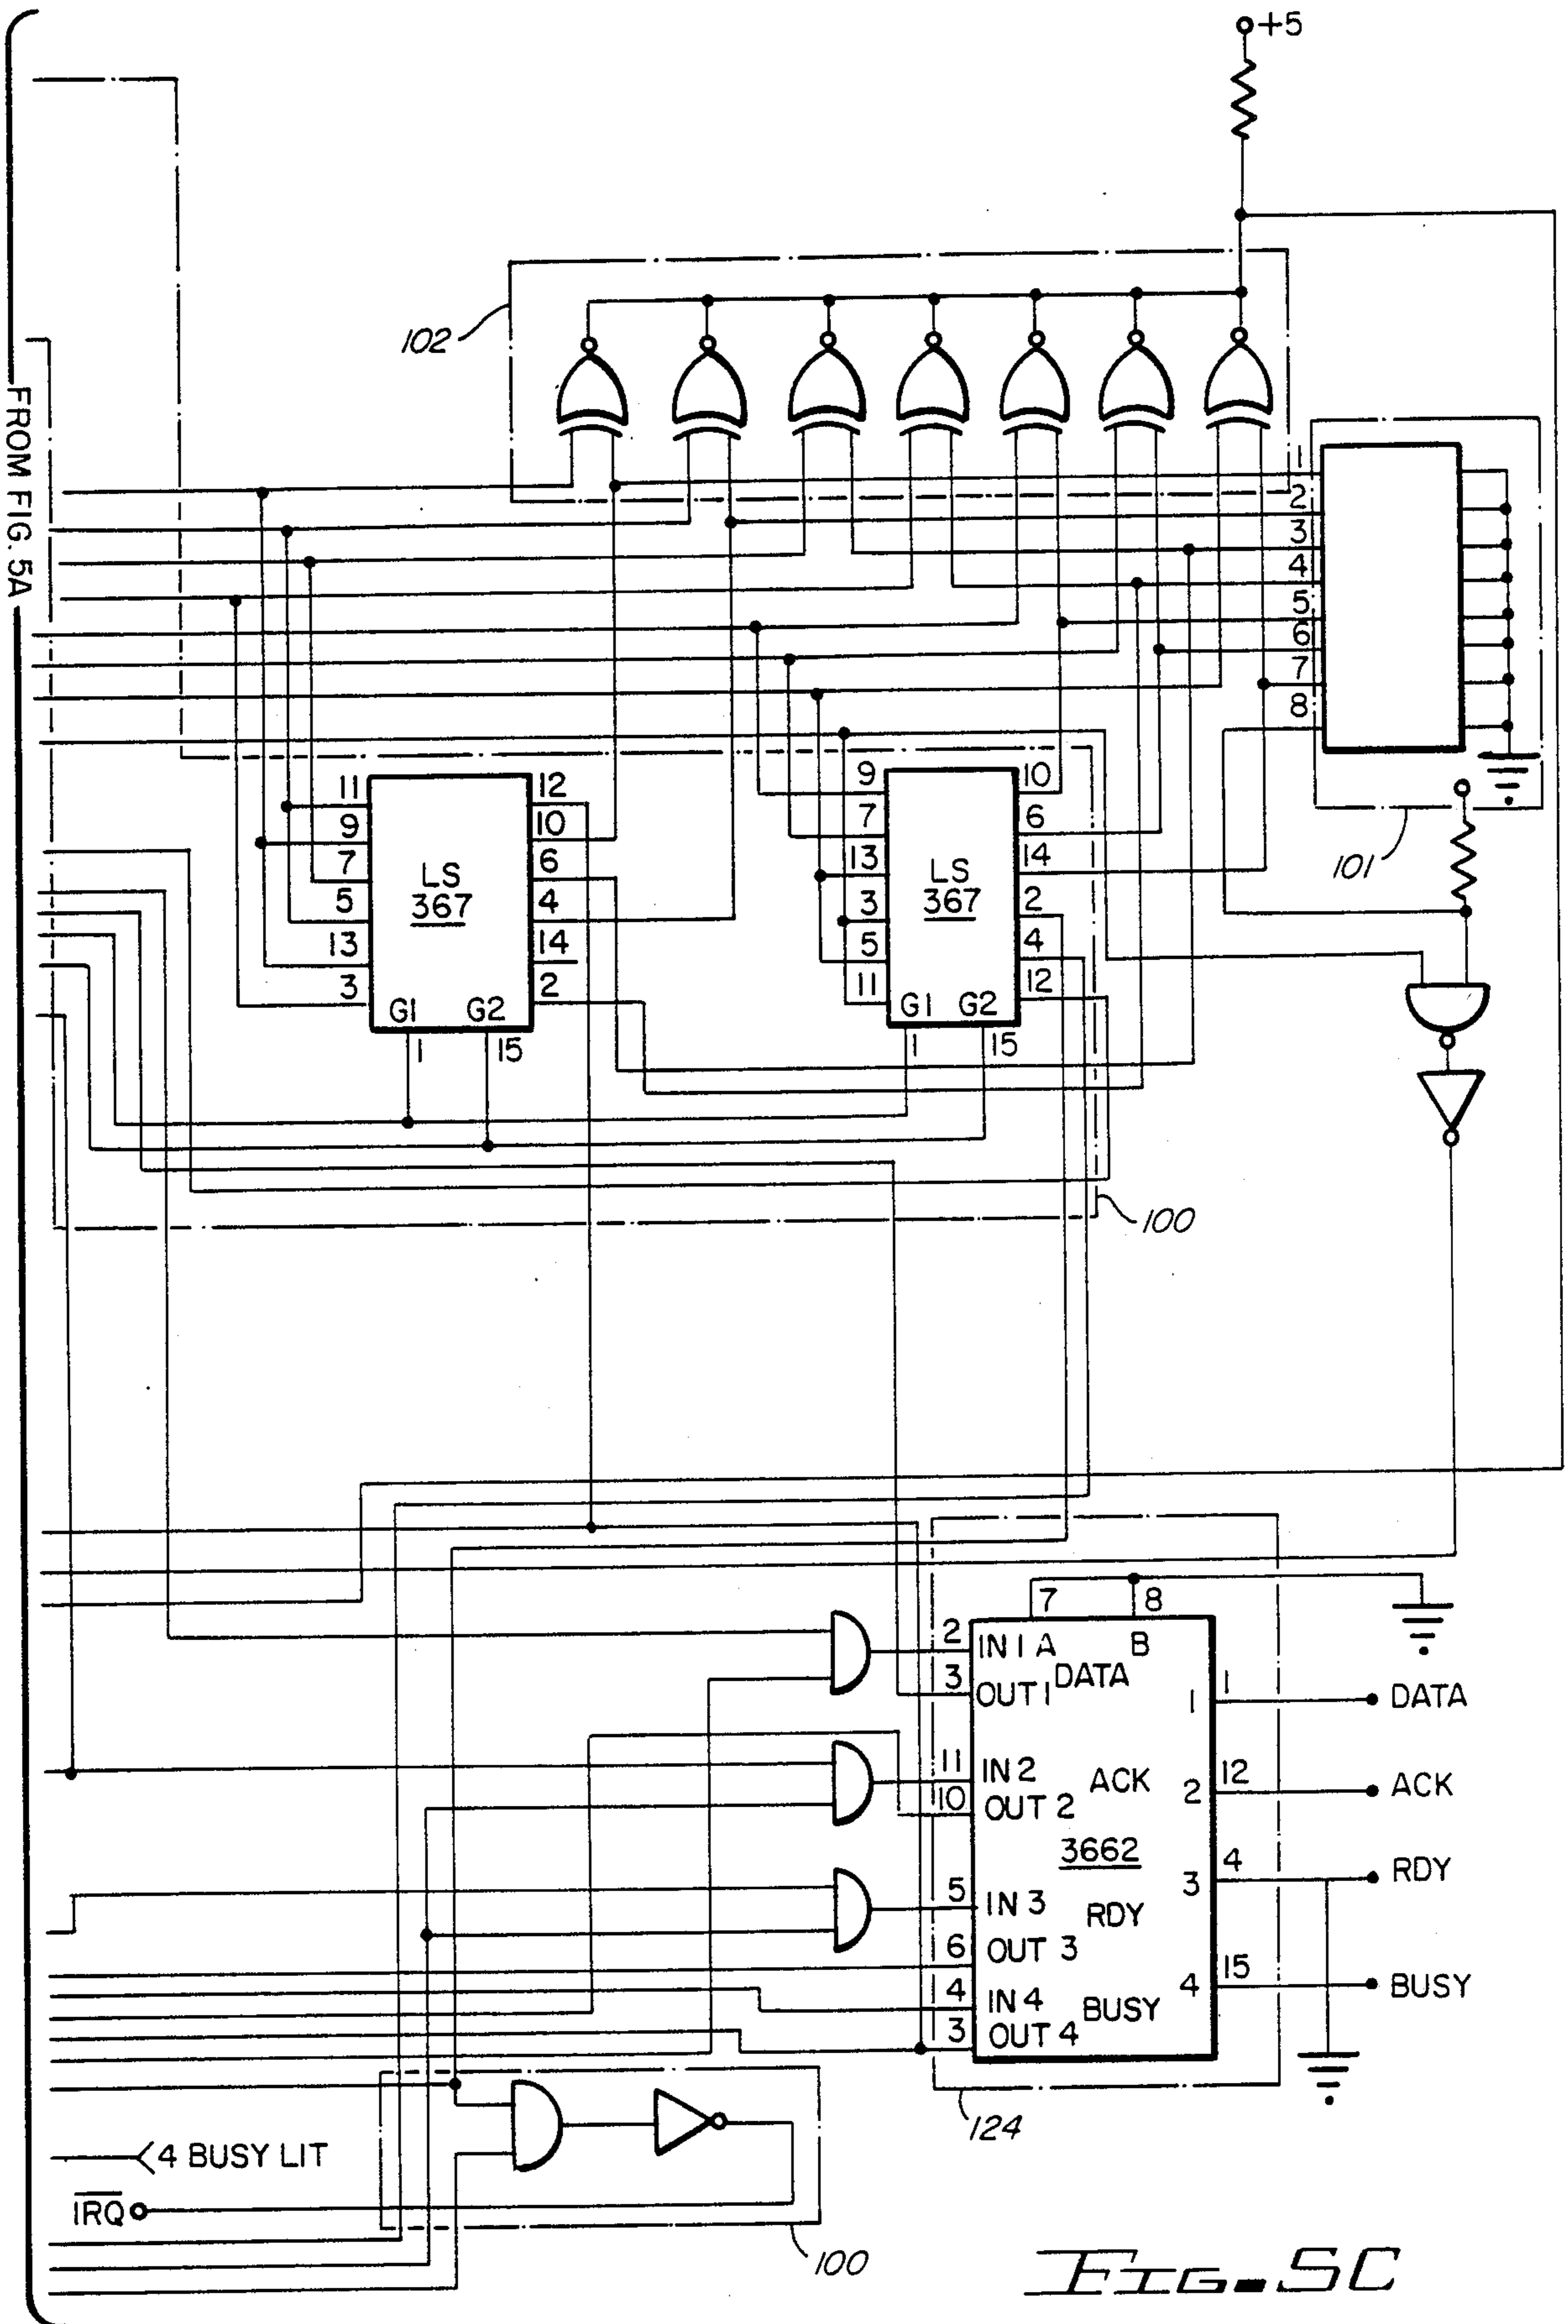 +5
102
FROM FIG. 5A
1
2
3
4
5
6
7
8
101
11
9
7
5
13
3
LS
367
G1
G2
12
10
6
4
14
2
1
15
9
7
13
3
5
11
LS
367
G1
G2
10
6
14
2
4
12
1
15
100
7
8
2
IN 1 A
B
3
OUT 1
DATA
1
1
DATA
11
IN 2
ACK
12
2
ACK
10
OUT 2
3662
4
3
RDY
5
IN 3
RDY
6
OUT 3
4
IN 4
BUSY
15
4
BUSY
3
OUT 4
124
4 BUSY LIT
IRQ
100
FIG. 5C